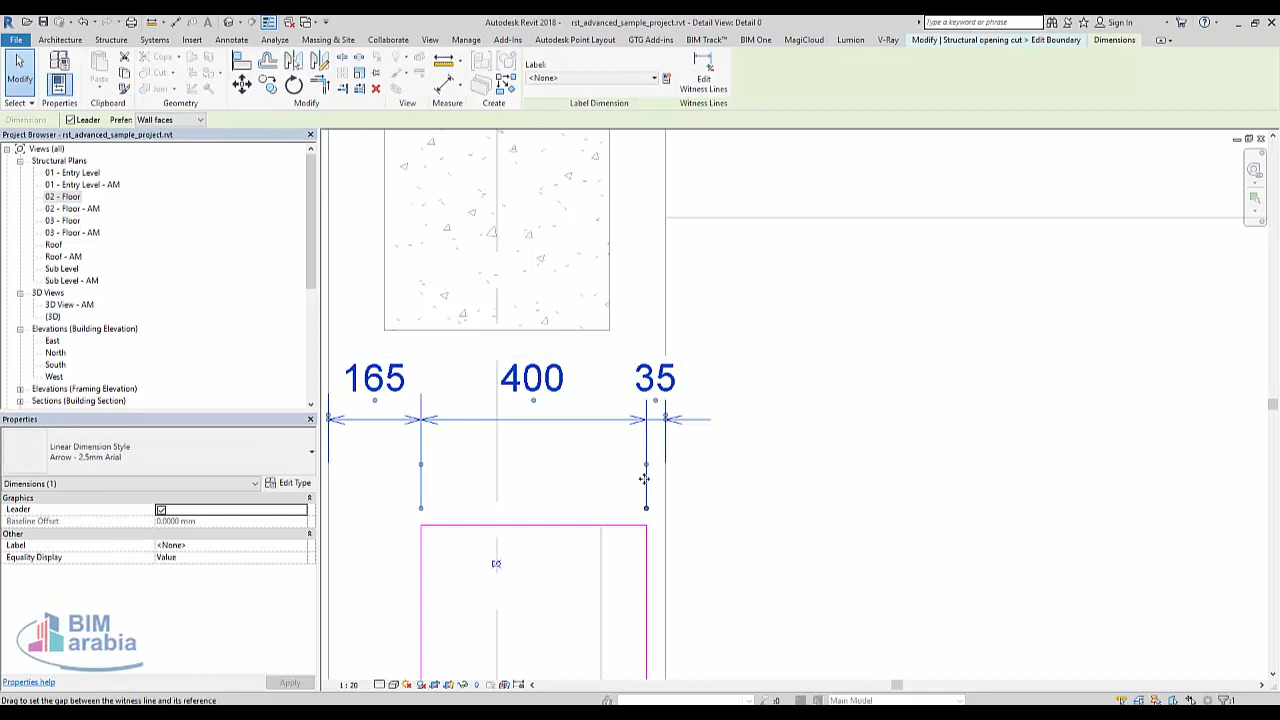 Autodesk Revit 2018 - rst_advanced_sample_project.rvt - Detail View: Detail 0
Type a keyword or phrase
Sign In
File Architecture Structure Systems Insert Annotate Analyze Massing & Site Collaborate View Manage Add-Ins Autodesk Point Layout GTG Add-ins BIM Track™ BIM One MagiCloud Lumion V-Ray Modify | Structural opening cut > Edit Boundary Dimensions
Modify
Paste
Cope
Cut
Join
Label:
<None>
Edit
Witness Lines
Select Properties Clipboard Geometry Modify View Measure Create Label Dimension Witness Lines
Dimensions Leader Prefer: Wall faces
Project Browser - rst_advanced_sample_project.rvt
Views (all)
Structural Plans
01 - Entry Level
01 - Entry Level - AM
02 - Floor
02 - Floor - AM
03 - Floor
03 - Floor - AM
Roof
Roof - AM
Sub Level
Sub Level - AM
3D Views
3D View - AM
{3D}
Elevations (Building Elevation)
East
North
South
West
Elevations (Framing Elevation)
Sections (Building Section)
165 400 35
EQ
Properties
Linear Dimension Style
Arrow - 2.5mm Arial
Dimensions (1)
Edit Type
Graphics
Leader
Baseline Offset 0.0000 mm
Other
Label <None>
Equality Display Value
BIM
arabia
Properties help
Apply
1 : 20
Drag to set the gap between the witness line and its reference
:0
Main Model
:1